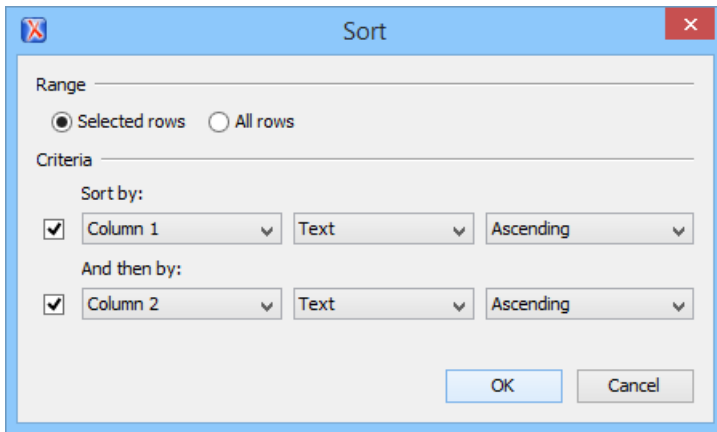 Sort
Range
Selected rows All rows
Criteria
Sort by:
Column 1 Text Ascending
And then by:
Column 2 Text Ascending
OK Cancel